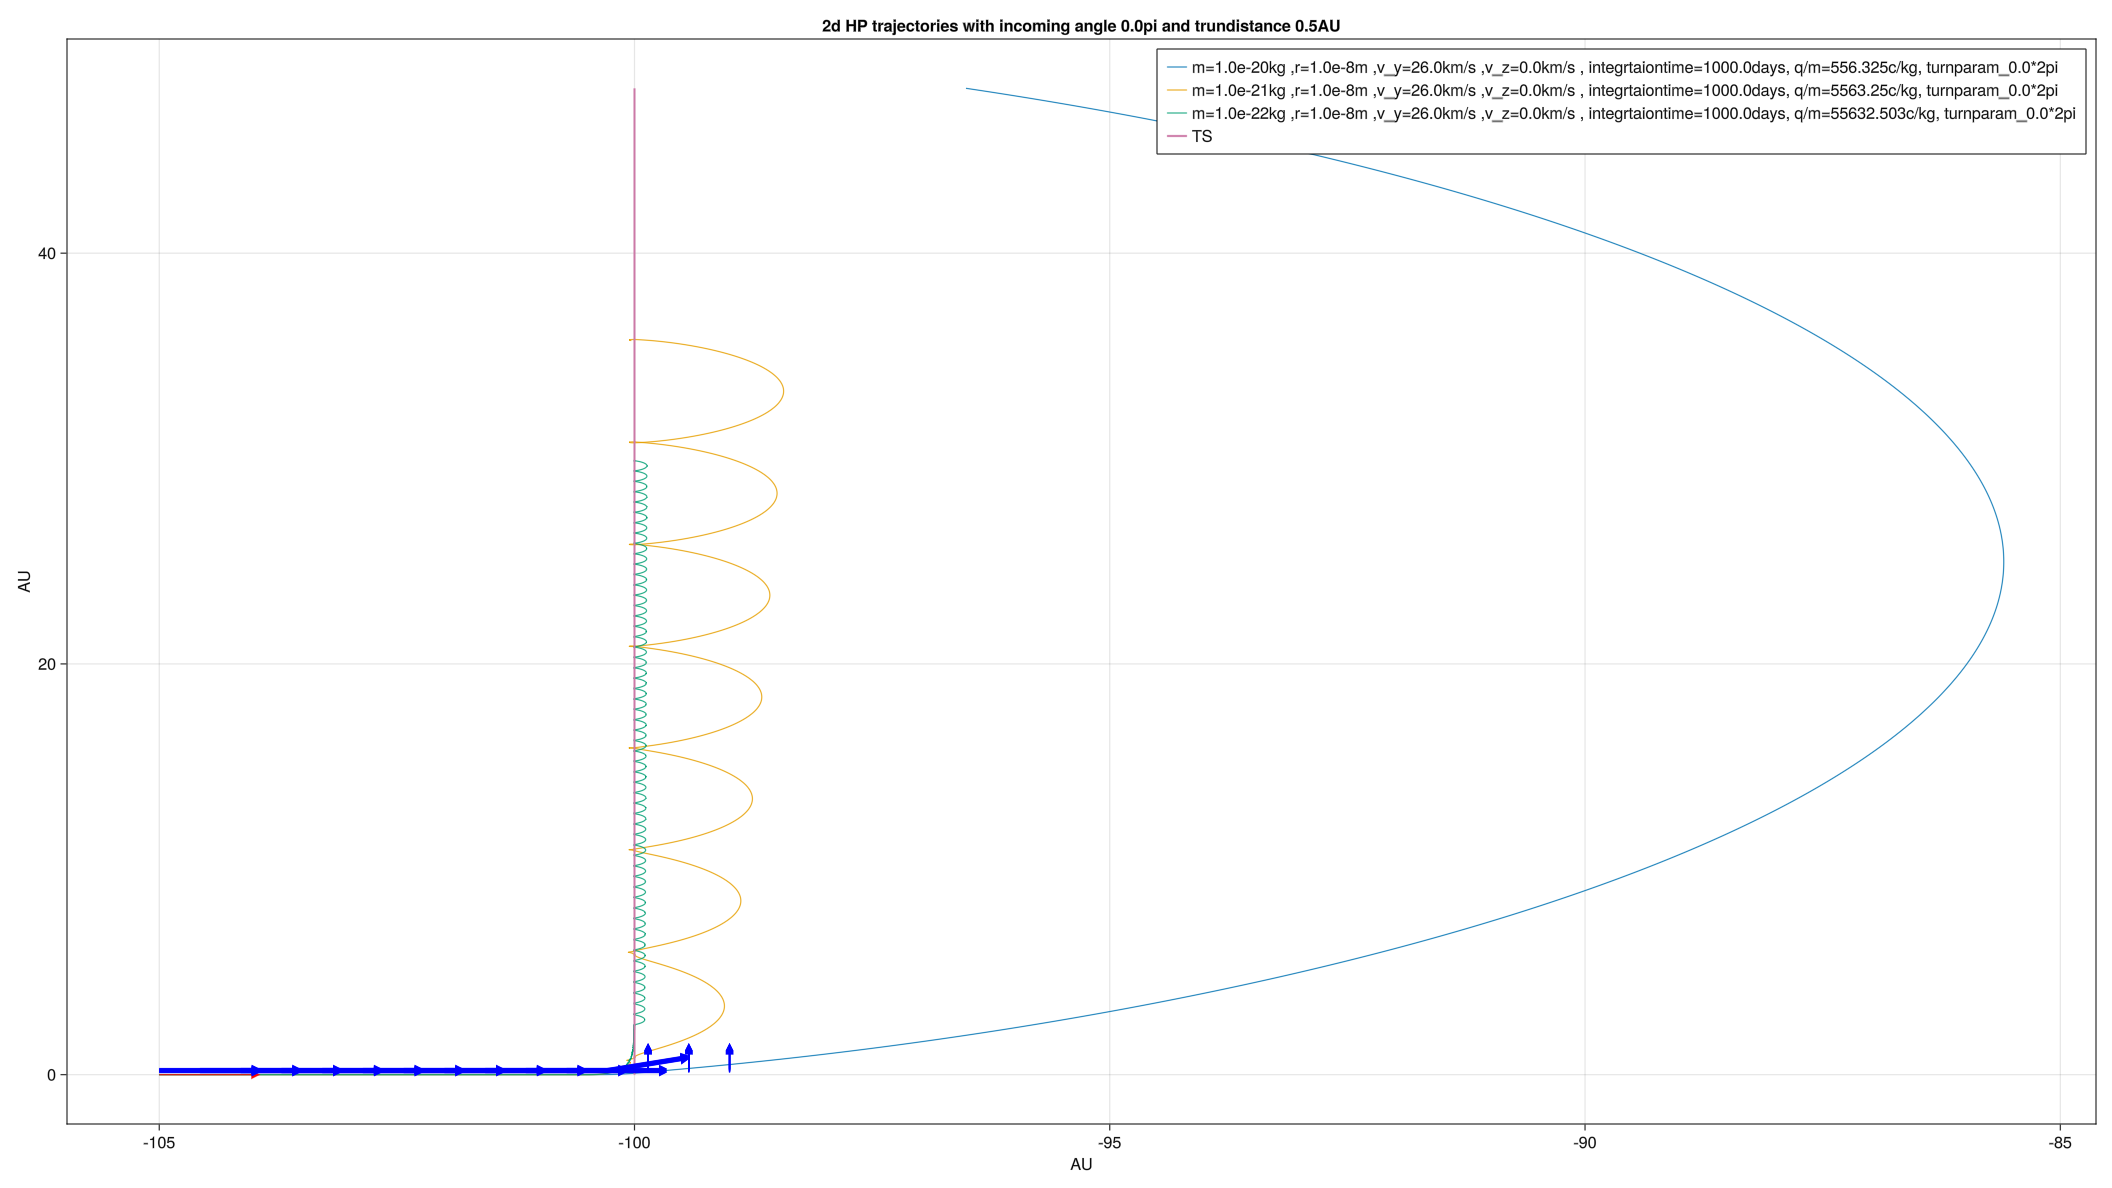 2d HP trajectories with incoming angle 0.0pi and trundistance 0.5AU
m=1.0e-20kg ,r=1.0e-8m ,v_y=26.0km/s ,v_z=0.0km/s , integrtaiontime=1000.0days, q/m=556.325c/kg, turnparam_0.0*2pi
m=1.0e-21kg ,r=1.0e-8m ,v_y=26.0km/s ,v_z=0.0km/s , integrtaiontime=1000.0days, q/m=5563.25c/kg, turnparam_0.0*2pi
m=1.0e-22kg ,r=1.0e-8m ,v_y=26.0km/s ,v_z=0.0km/s , integrtaiontime=1000.0days, q/m=55632.503c/kg, turnparam_0.0*2pi
TS
40
20
0
AU
-105 -100 -95 -90 -85
AU